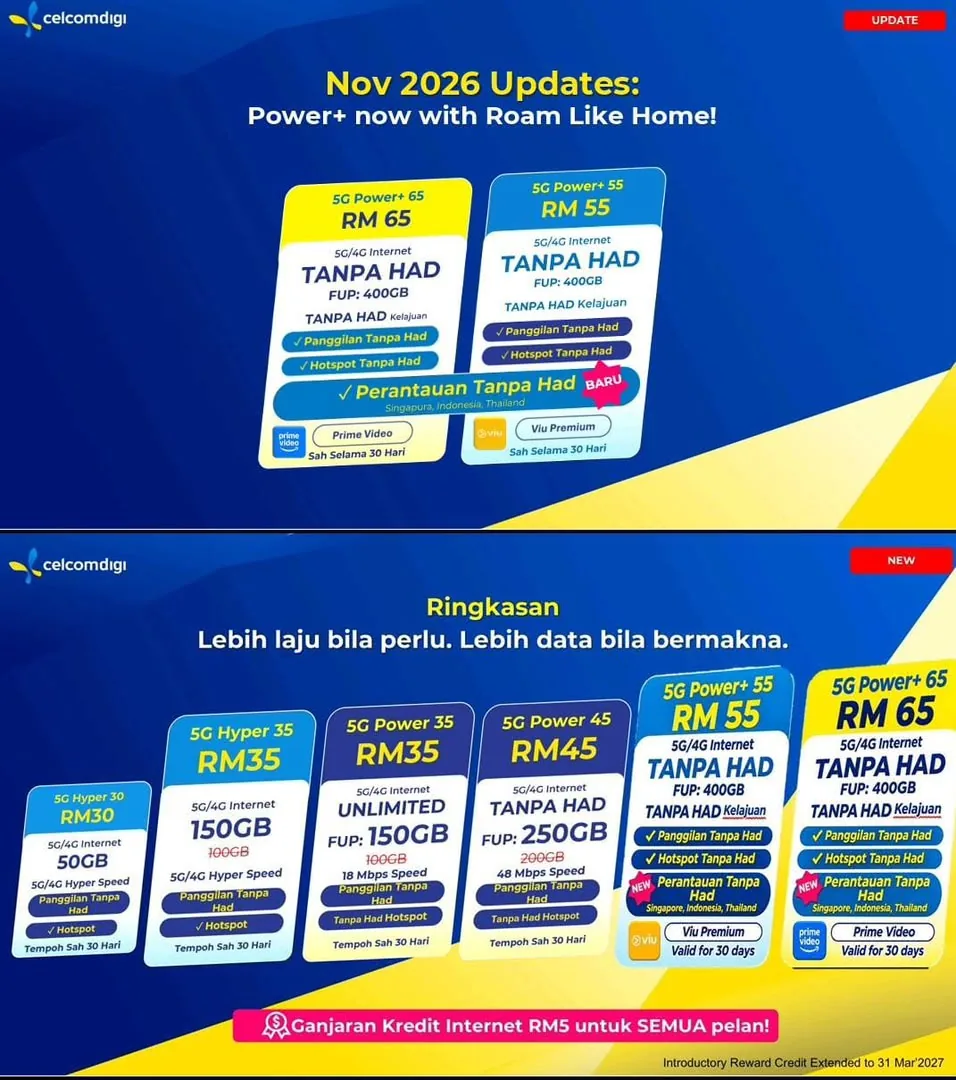 celcomdigi
UPDATE
Nov 2026 Updates:
Power+ now with Roam Like Home!
5G Power+ 65
RM 65
5G/4G Internet
TANPA HAD
FUP: 400GB
TANPA HAD Kelajuan
✓ Panggilan Tanpa Had
✓ Hotspot Tanpa Had
5G Power+ 55
RM 55
5G/4G Internet
TANPA HAD
FUP: 400GB
TANPA HAD Kelajuan
✓ Panggilan Tanpa Had
✓ Hotspot Tanpa Had
✓ Perantauan Tanpa Had
BARU
Singapura, Indonesia, Thailand
prime
video
Prime Video
Sah Selama 30 Hari
viu
Viu Premium
Sah Selama 30 Hari
celcomdigi
NEW
Ringkasan
Lebih laju bila perlu. Lebih data bila bermakna.
5G Hyper 30
RM30
5G/4G Internet
50GB
5G/4G Hyper Speed
Panggilan Tanpa
Had
✓ Hotspot
Tempoh Sah 30 Hari
5G Hyper 35
RM35
5G/4G Internet
150GB
100GB
5G/4G Hyper Speed
Panggilan Tanpa
Had
✓ Hotspot
Tempoh Sah 30 Hari
5G Power 35
RM35
5G/4G Internet
UNLIMITED
FUP: 150GB
100GB
18 Mbps Speed
Panggilan Tanpa
Had
Tanpa Had Hotspot
Tempoh Sah 30 Hari
5G Power 45
RM45
5G/4G Internet
TANPA HAD
FUP: 250GB
200GB
48 Mbps Speed
Panggilan Tanpa
Had
Tanpa Had Hotspot
Tempoh Sah 30 Hari
5G Power+ 55
RM 55
5G/4G Internet
TANPA HAD
FUP: 400GB
TANPA HAD Kelajuan
✓ Panggilan Tanpa Had
✓ Hotspot Tanpa Had
NEW
Perantauan Tanpa
Had
Singapore, Indonesia, Thailand
viu
Viu Premium
Valid for 30 days
5G Power+ 65
RM 65
5G/4G Internet
TANPA HAD
FUP: 400GB
TANPA HAD Kelajuan
✓ Panggilan Tanpa Had
✓ Hotspot Tanpa Had
NEW
Perantauan Tanpa
Had
Singapore, Indonesia, Thailand
prime
video
Prime Video
Valid for 30 days
Ganjaran Kredit Internet RM5 untuk SEMUA pelan!
Introductory Reward Credit Extended to 31 Mar'2027